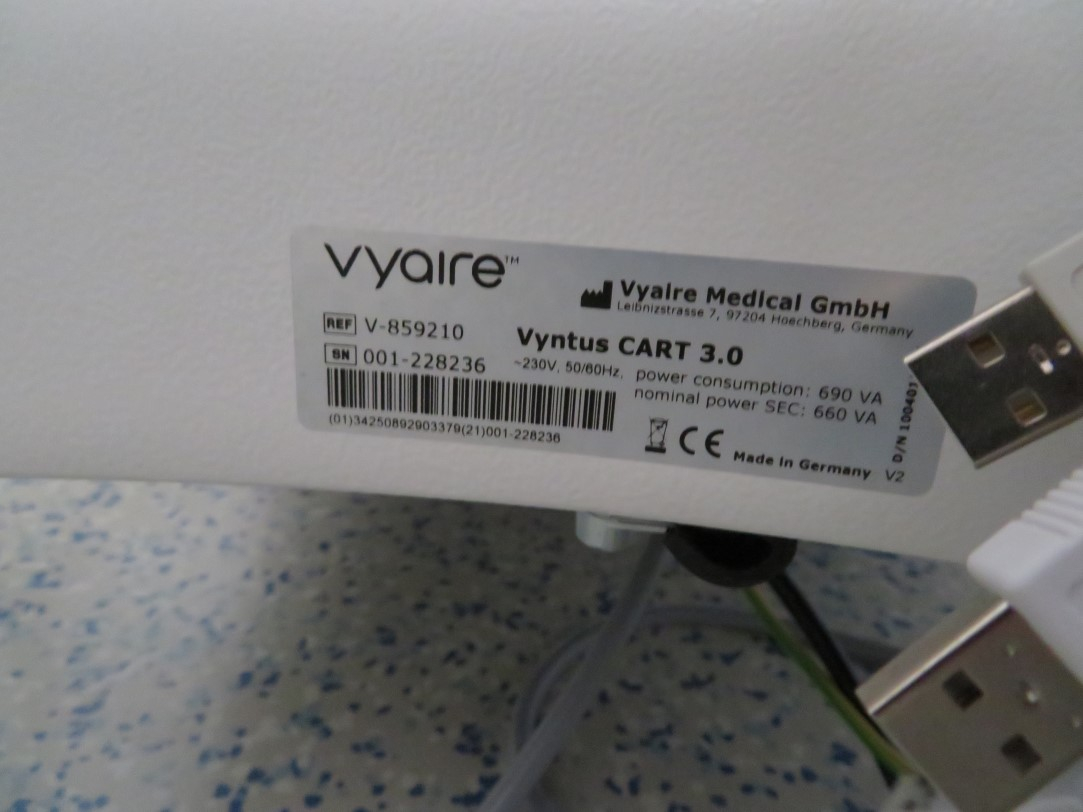 vyaire™
Vyaire Medical GmbH
Leibnizstrasse 7, 97204 Hoechberg, Germany
REF V-859210
SN 001-228236
Vyntus CART 3.0
~230V, 50/60Hz, power consumption: 690 VA
nominal power SEC: 660 VA
(01)34250892903379(21)001-228236
CE Made in Germany V2
D/N 100401